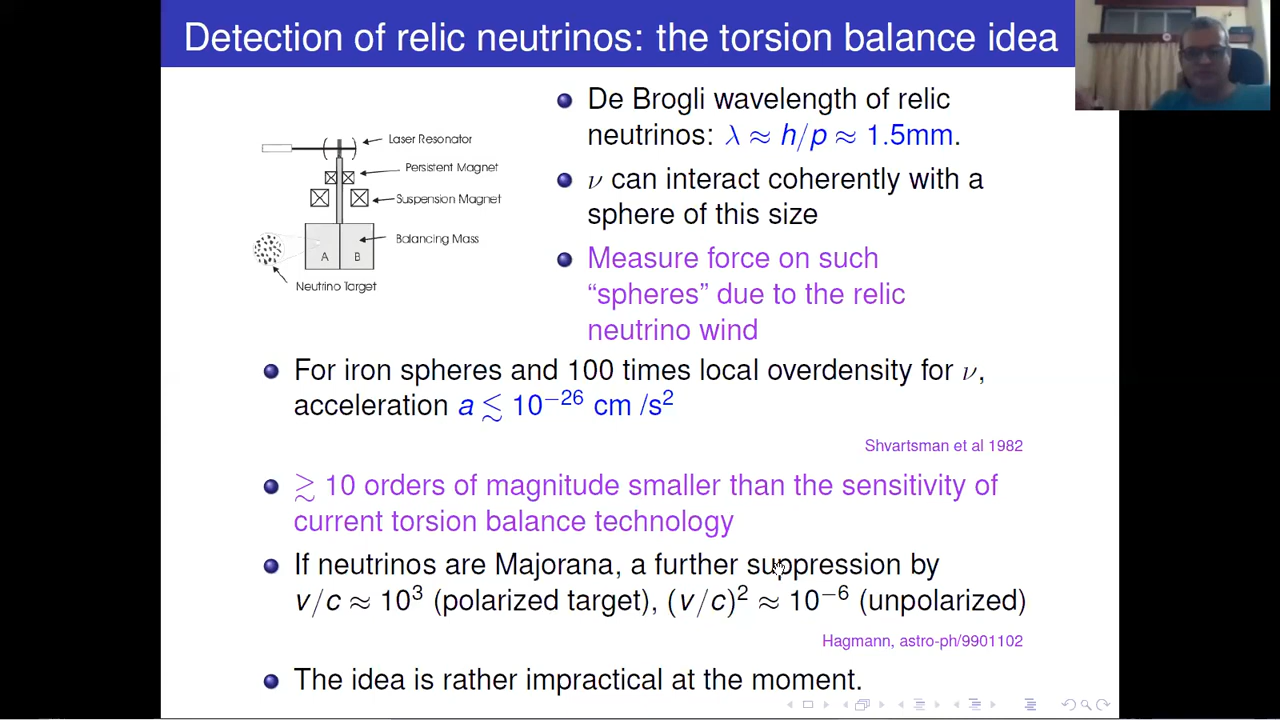 Detection of relic neutrinos: the torsion balance idea
Laser Resonator
Persistent Magnet
Suspension Magnet
Balancing Mass
A B
Neutrino Target
De Brogli wavelength of relic
neutrinos: λ ≈ h/p ≈ 1.5mm.
ν can interact coherently with a
sphere of this size
Measure force on such
“spheres” due to the relic
neutrino wind
For iron spheres and 100 times local overdensity for ν,
acceleration a ≲ 10⁻²⁶ cm /s²
Shvartsman et al 1982
≳ 10 orders of magnitude smaller than the sensitivity of
current torsion balance technology
If neutrinos are Majorana, a further suppression by
v/c ≈ 10³ (polarized target), (v/c)² ≈ 10⁻⁶ (unpolarized)
Hagmann, astro-ph/9901102
The idea is rather impractical at the moment.